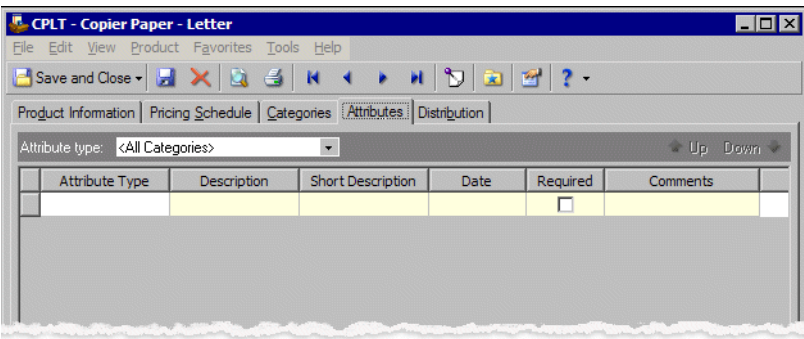 CPLT - Copier Paper - Letter
File Edit View Product Favorites Tools Help
Save and Close ?
Product Information Pricing Schedule Categories Attributes Distribution
Attribute type: <All Categories> Up Down
Attribute Type Description Short Description Date Required Comments